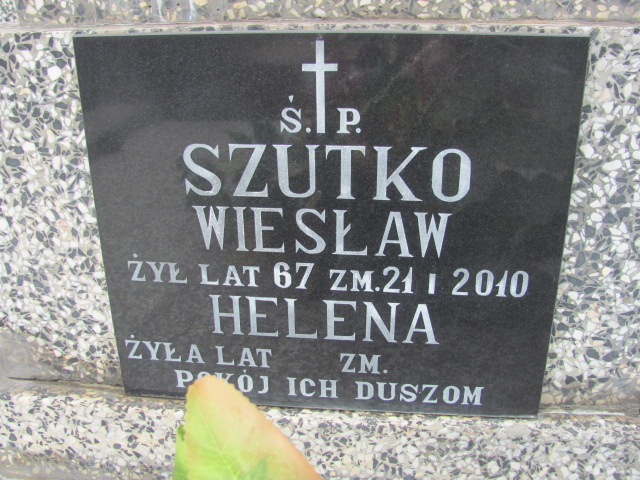 Ś. P.
SZUTKO
WIESŁAW
ŻYŁ LAT 67 ZM. 21 I 2010
HELENA
ŻYŁA LAT ZM.
POKÓJ ICH DUSZOM